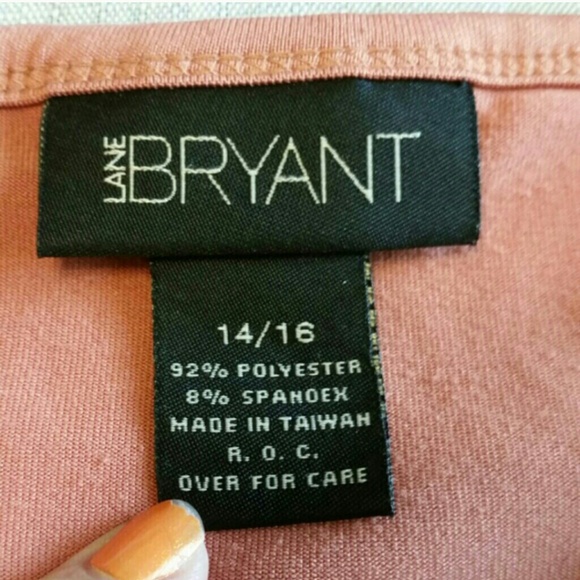 LANE BRYANT
14/16
92% POLYESTER
8% SPANDEX
MADE IN TAIWAN
R. O. C.
OVER FOR CARE